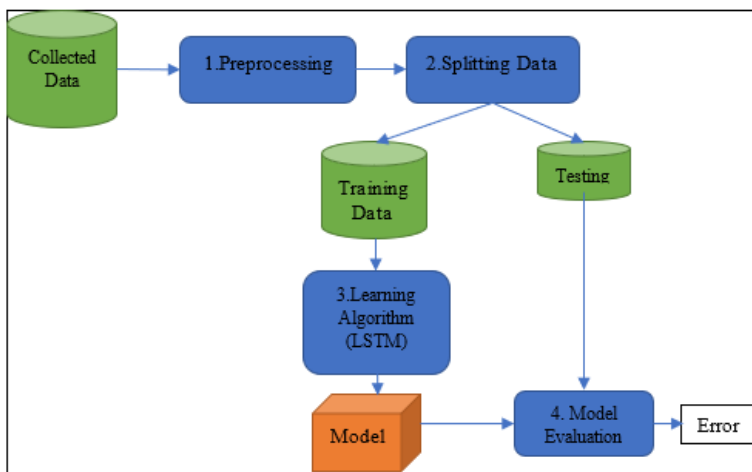 Collected
Data
1.Preprocessing
2.Splitting Data
Training
Data
Testing
3.Learning
Algorithm
(LSTM)
Model
4. Model
Evaluation
Error